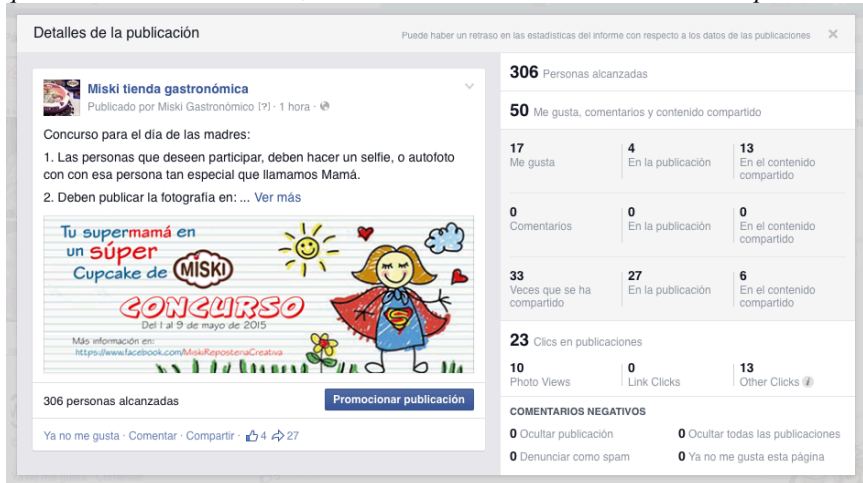 Detalles de la publicación
Puede haber un retraso en las estadísticas del informe con respecto a los datos de las publicaciones ×
Miski tienda gastronómica
Publicado por Miski Gastronómico [?] · 1 hora ·
Concurso para el día de las madres:
1. Las personas que deseen participar, deben hacer un selfie, o autofoto
con con esa persona tan especial que llamamos Mamá.
2. Deben publicar la fotografía en: ... Ver más
Tu supermamá en
un súper
Cupcake de MISKI
CONCURSO
Del 1 al 9 de mayo de 2015
Más información en:
https://www.facebook.com/MiskiReposteriaCreativa
306 personas alcanzadas
Promocionar publicación
Ya no me gusta · Comentar · Compartir · 4 27
306 Personas alcanzadas
50 Me gusta, comentarios y contenido compartido
17 4 13
Me gusta En la publicación En el contenido
compartido
0 0 0
Comentarios En la publicación En el contenido
compartido
33 27 6
Veces que se ha En la publicación En el contenido
compartido compartido
23 Clics en publicaciones
10 0 13
Photo Views Link Clicks Other Clicks i
COMENTARIOS NEGATIVOS
0 Ocultar publicación 0 Ocultar todas las publicaciones
0 Denunciar como spam 0 Ya no me gusta esta página